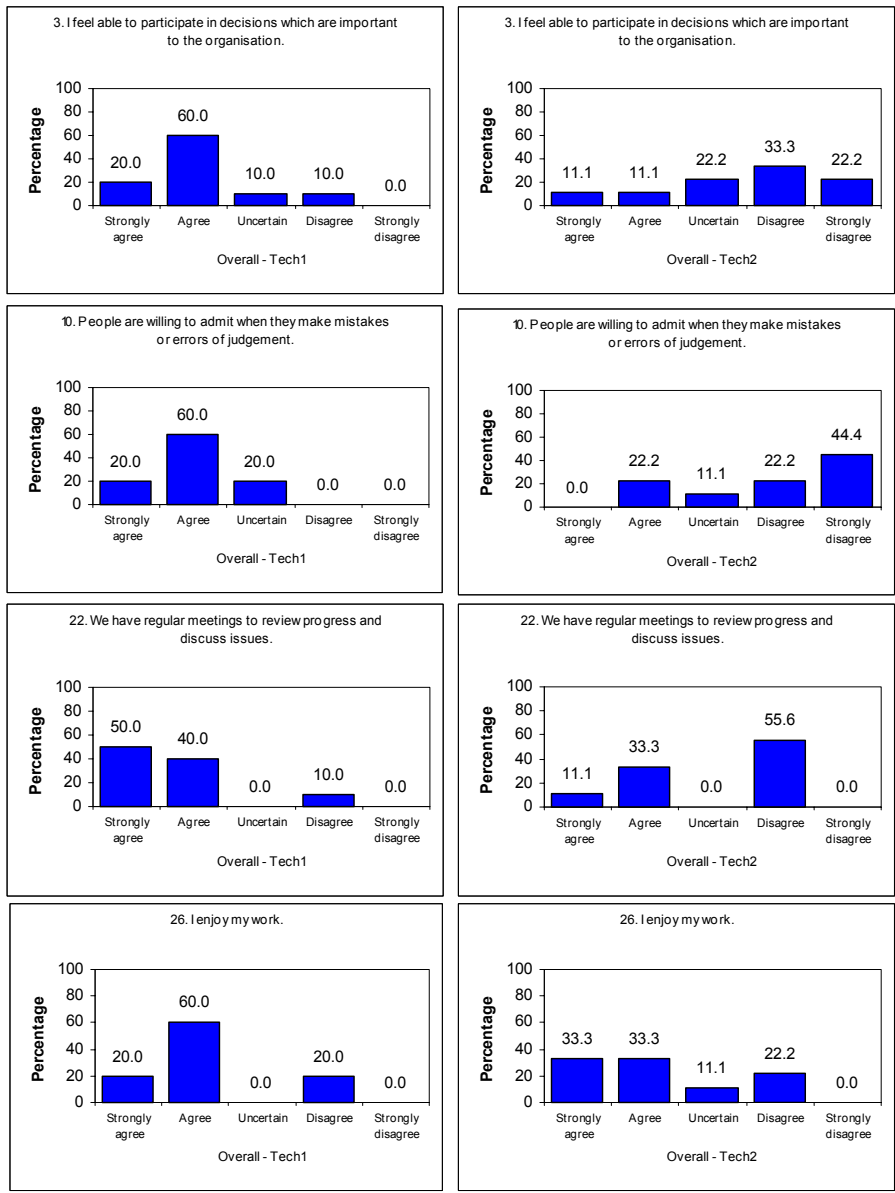 3. I feel able to participate in decisions which are important
to the organisation.
100
80
60
40
20
0
Percentage
20.0
60.0
10.0
10.0
0.0
Strongly
agree
Agree
Uncertain
Disagree
Strongly
disagree
Overall - Tech1
3. I feel able to participate in decisions which are important
to the organisation.
100
80
60
40
20
0
Percentage
11.1
11.1
22.2
33.3
22.2
Strongly
agree
Agree
Uncertain
Disagree
Strongly
disagree
Overall - Tech2
10. People are willing to admit when they make mistakes
or errors of judgement.
100
80
60
40
20
0
Percentage
20.0
60.0
20.0
0.0
0.0
Strongly
agree
Agree
Uncertain
Disagree
Strongly
disagree
Overall - Tech1
10. People are willing to admit when they make mistakes
or errors of judgement.
100
80
60
40
20
0
Percentage
0.0
22.2
11.1
22.2
44.4
Strongly
agree
Agree
Uncertain
Disagree
Strongly
disagree
Overall - Tech2
22. We have regular meetings to review progress and
discuss issues.
100
80
60
40
20
0
Percentage
50.0
40.0
0.0
10.0
0.0
Strongly
agree
Agree
Uncertain
Disagree
Strongly
disagree
Overall - Tech1
22. We have regular meetings to review progress and
discuss issues.
100
80
60
40
20
0
Percentage
11.1
33.3
0.0
55.6
0.0
Strongly
agree
Agree
Uncertain
Disagree
Strongly
disagree
Overall - Tech2
26. I enjoy my work.
100
80
60
40
20
0
Percentage
20.0
60.0
0.0
20.0
0.0
Strongly
agree
Agree
Uncertain
Disagree
Strongly
disagree
Overall - Tech1
26. I enjoy my work.
100
80
60
40
20
0
Percentage
33.3
33.3
11.1
22.2
0.0
Strongly
agree
Agree
Uncertain
Disagree
Strongly
disagree
Overall - Tech2